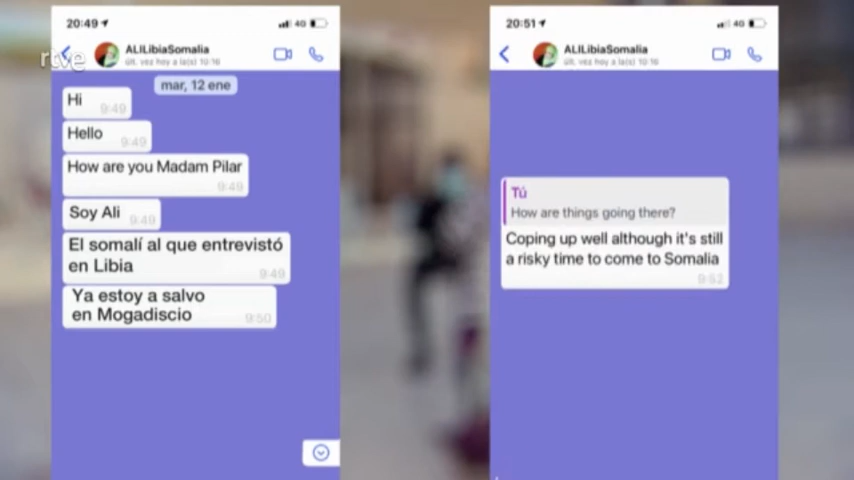 rtve
20:49
4G
ALILibiaSomalia
últ. vez hoy a la(s) 10:16
mar, 12 ene
Hi
9:49
Hello
9:49
How are you Madam Pilar
9:49
Soy Ali
9:49
El somalí al que entrevistó
en Libia
9:49
Ya estoy a salvo
en Mogadiscio
9:50
20:51
4G
ALILibiaSomalia
últ. vez hoy a la(s) 10:16
Tú
How are things going there?
Coping up well although it's still
a risky time to come to Somalia
9:52